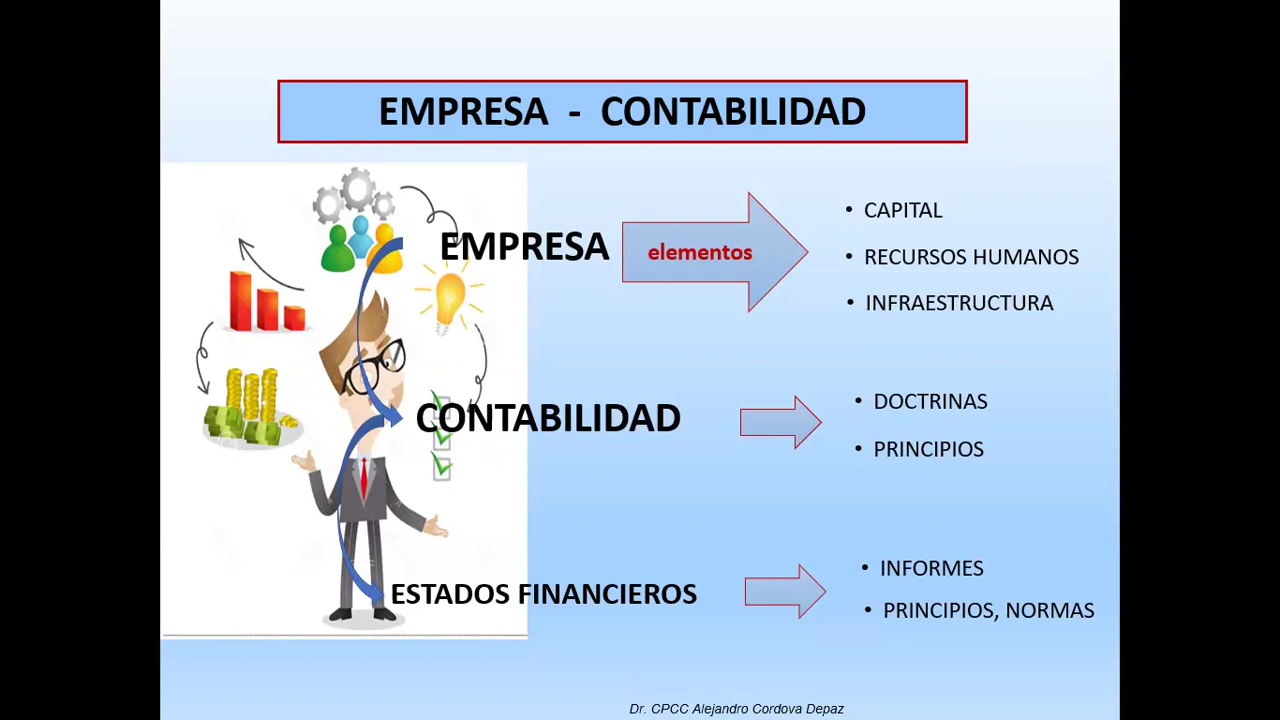 EMPRESA - CONTABILIDAD
EMPRESA
elementos
• CAPITAL
• RECURSOS HUMANOS
• INFRAESTRUCTURA
CONTABILIDAD
• DOCTRINAS
• PRINCIPIOS
ESTADOS FINANCIEROS
• INFORMES
• PRINCIPIOS, NORMAS
Dr. CPCC Alejandro Cordova Depaz